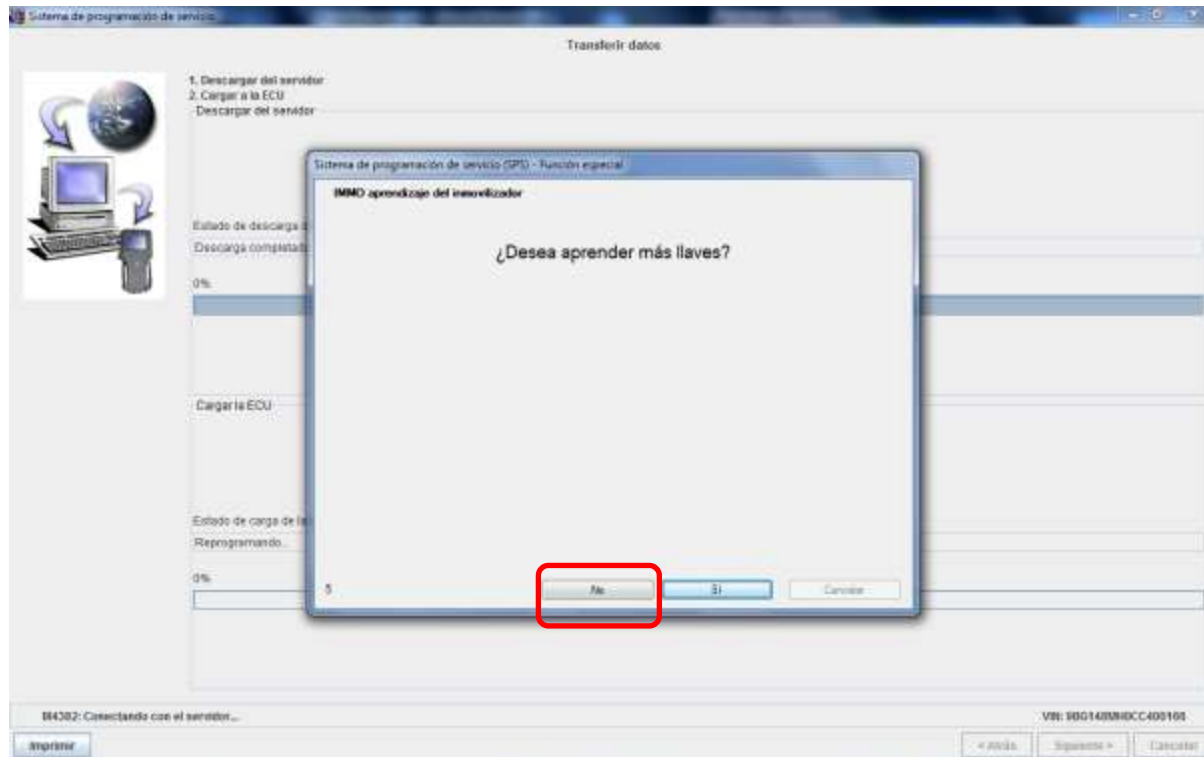 Sistema de programación de servicio
Transferir datos
1. Descargar del servidor
2. Cargar a la ECU
Descargar del servidor
Sistema de programación de servicio (SPS) - Función especial
IMMO aprendizaje del inmovilizador
¿Desea aprender más llaves?
Estado de descarga
Descarga completad
0%
Cargar la ECU
Estado de carga de la
Reprogramando...
0%
5
No
Sí
Cancelar
Conectando con el servidor...
VIN:
Imprimir
< Atrás
Siguiente >
Cancelar